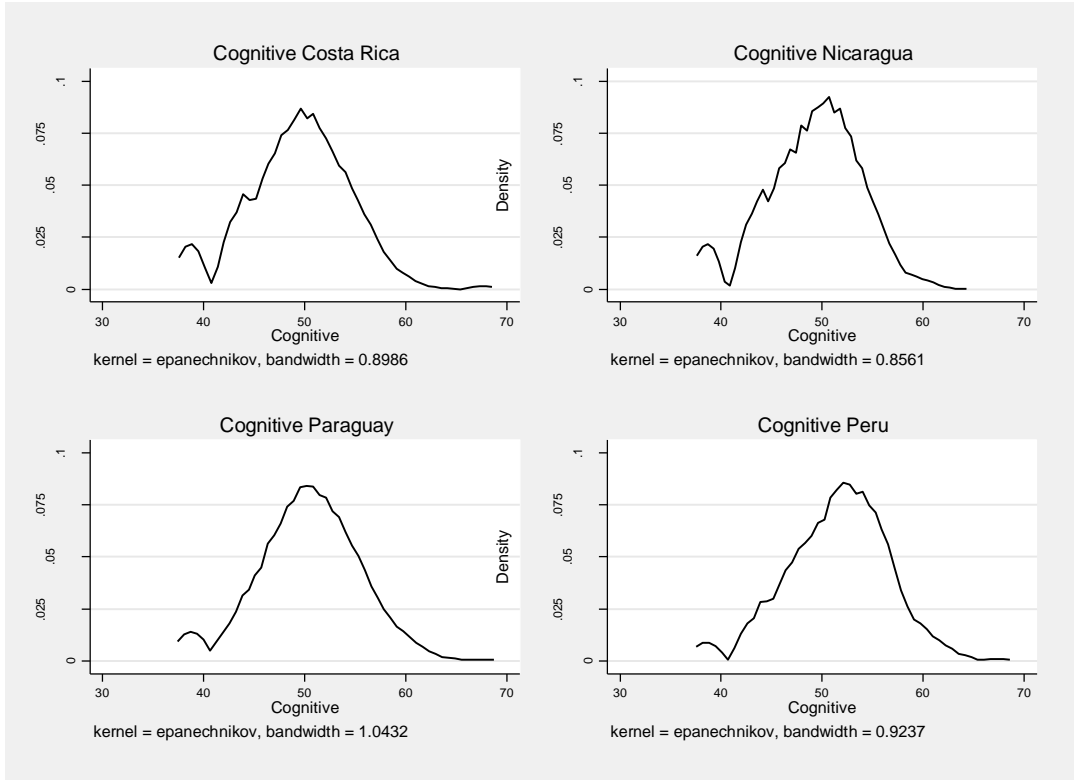 Cognitive Costa Rica
.1
.075
.05
.025
0
30 40 50 60 70
Cognitive
kernel = epanechnikov, bandwidth = 0.8986
Cognitive Nicaragua
Density
.1
.075
.05
.025
0
30 40 50 60 70
Cognitive
kernel = epanechnikov, bandwidth = 0.8561
Cognitive Paraguay
.1
.075
.05
.025
0
30 40 50 60 70
Cognitive
kernel = epanechnikov, bandwidth = 1.0432
Cognitive Peru
Density
.1
.075
.05
.025
0
30 40 50 60 70
Cognitive
kernel = epanechnikov, bandwidth = 0.9237